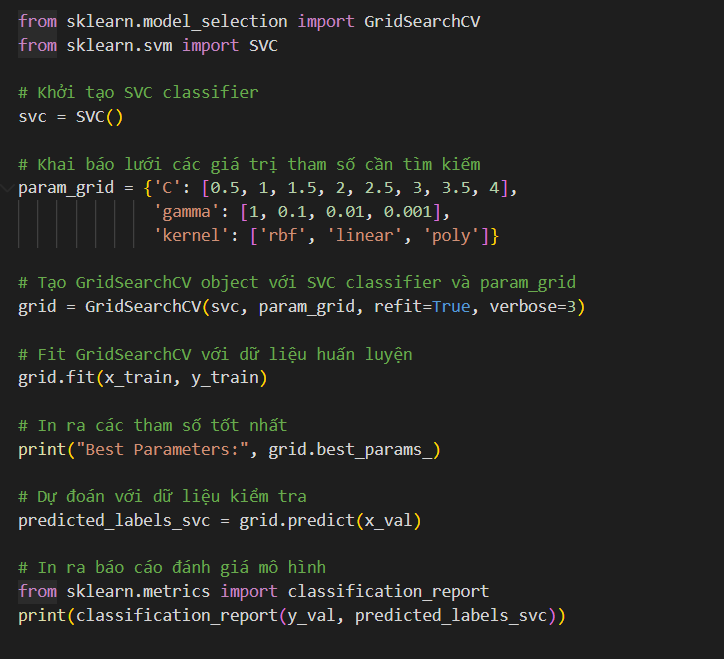 from sklearn.model_selection import GridSearchCV
from sklearn.svm import SVC
# Khởi tạo SVC classifier
svc = SVC()
# Khai báo lưới các giá trị tham số cần tìm kiếm
param_grid = {'C': [0.5, 1, 1.5, 2, 2.5, 3, 3.5, 4],
'gamma': [1, 0.1, 0.01, 0.001],
'kernel': ['rbf', 'linear', 'poly']}
# Tạo GridSearchCV object với SVC classifier và param_grid
grid = GridSearchCV(svc, param_grid, refit=True, verbose=3)
# Fit GridSearchCV với dữ liệu huấn luyện
grid.fit(x_train, y_train)
# In ra các tham số tốt nhất
print("Best Parameters:", grid.best_params_)
# Dự đoán với dữ liệu kiểm tra
predicted_labels_svc = grid.predict(x_val)
# In ra báo cáo đánh giá mô hình
from sklearn.metrics import classification_report
print(classification_report(y_val, predicted_labels_svc))